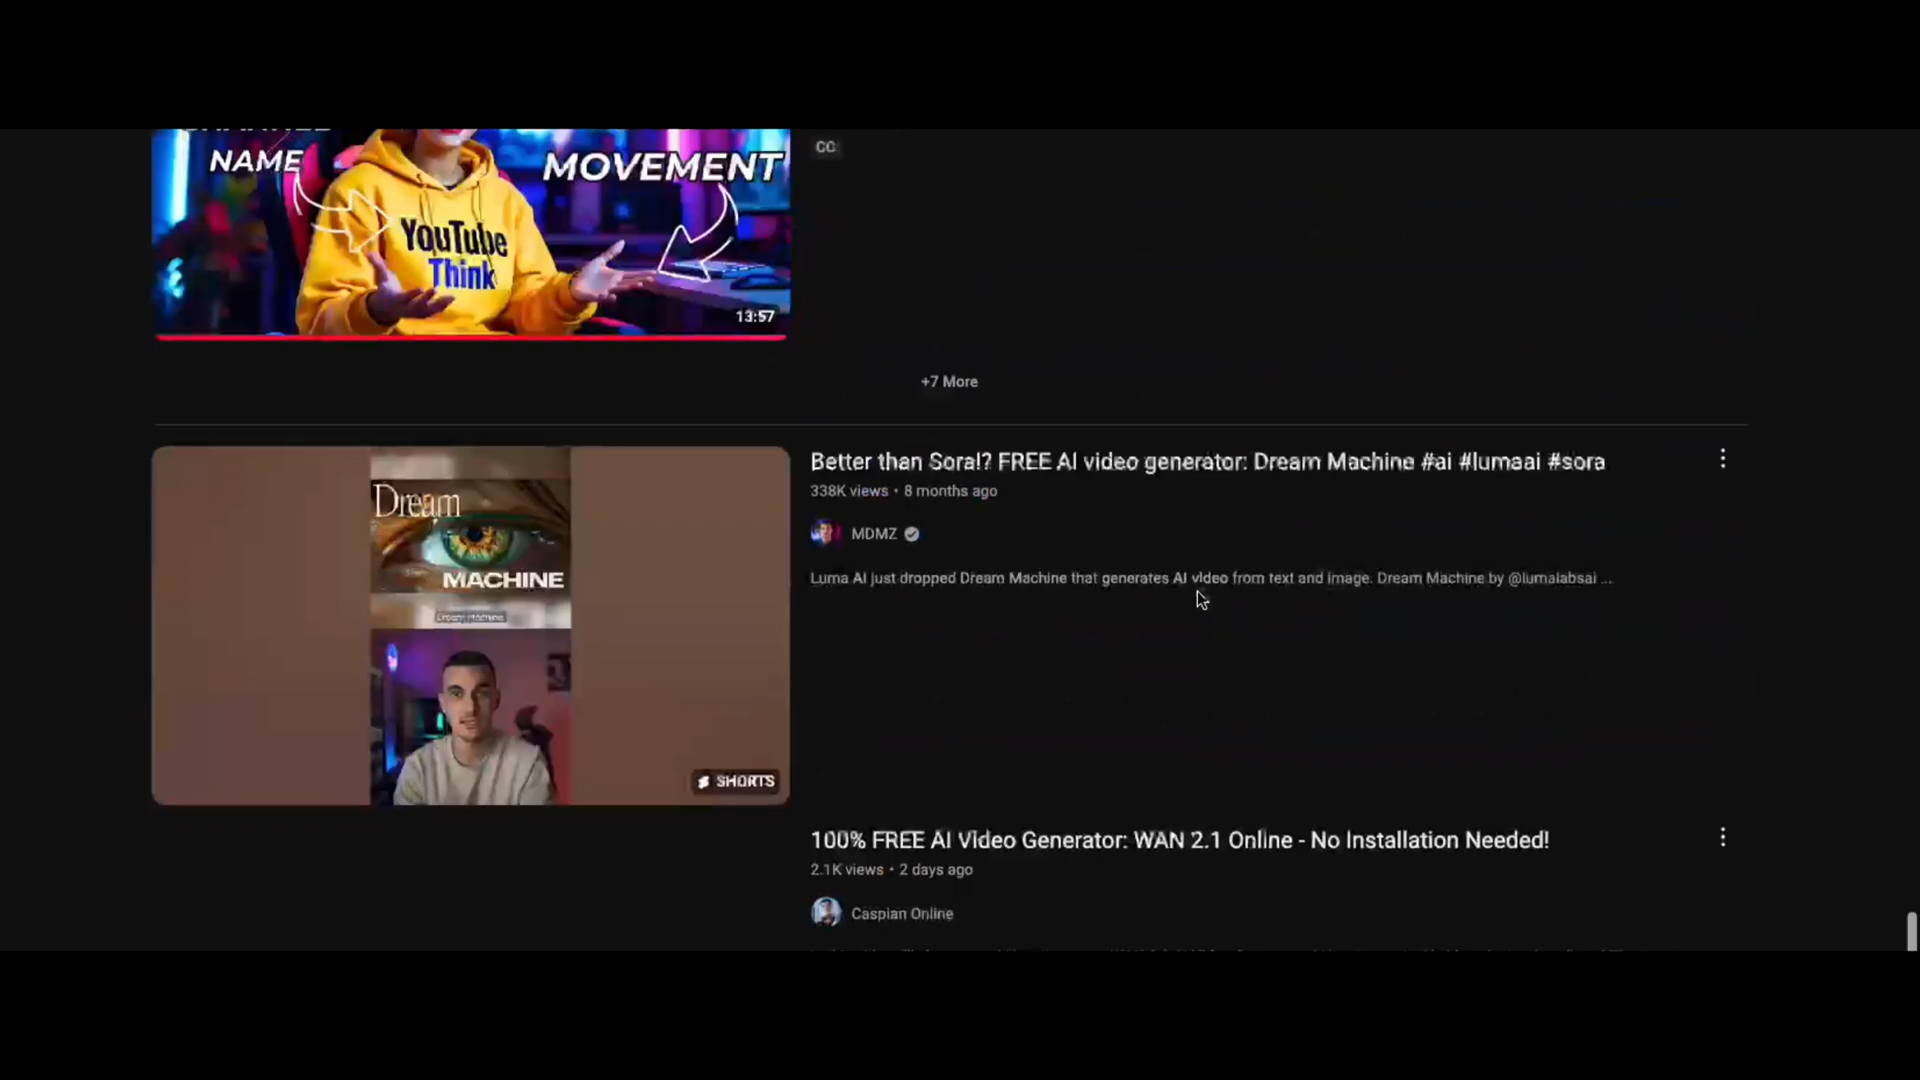 NAME
MOVEMENT
YouTube
Think
13:57
CC
+7 More
Better than Sora!? FREE AI video generator: Dream Machine #ai #lumaai #sora
338K views • 8 months ago
MDMZ
Luma AI just dropped Dream Machine that generates AI video from text and image. Dream Machine by @lumalabsai ...
Dream
MACHINE
Dream Machine
SHORTS
100% FREE AI Video Generator: WAN 2.1 Online - No Installation Needed!
2.1K views • 2 days ago
Caspian Online